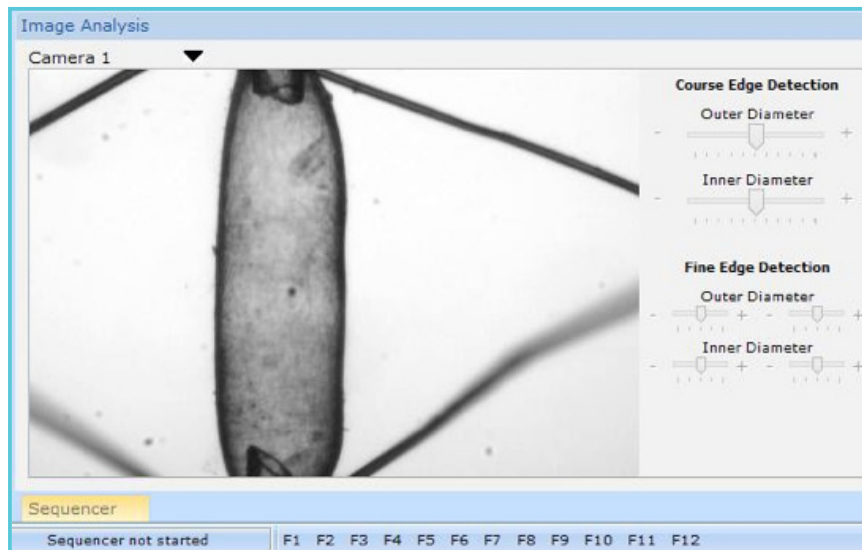 Image Analysis
Camera 1
Course Edge Detection
Outer Diameter
- +
Inner Diameter
- +
Fine Edge Detection
Outer Diameter
- + - +
Inner Diameter
- + - +
Sequencer
Sequencer not started F1 F2 F3 F4 F5 F6 F7 F8 F9 F10 F11 F12